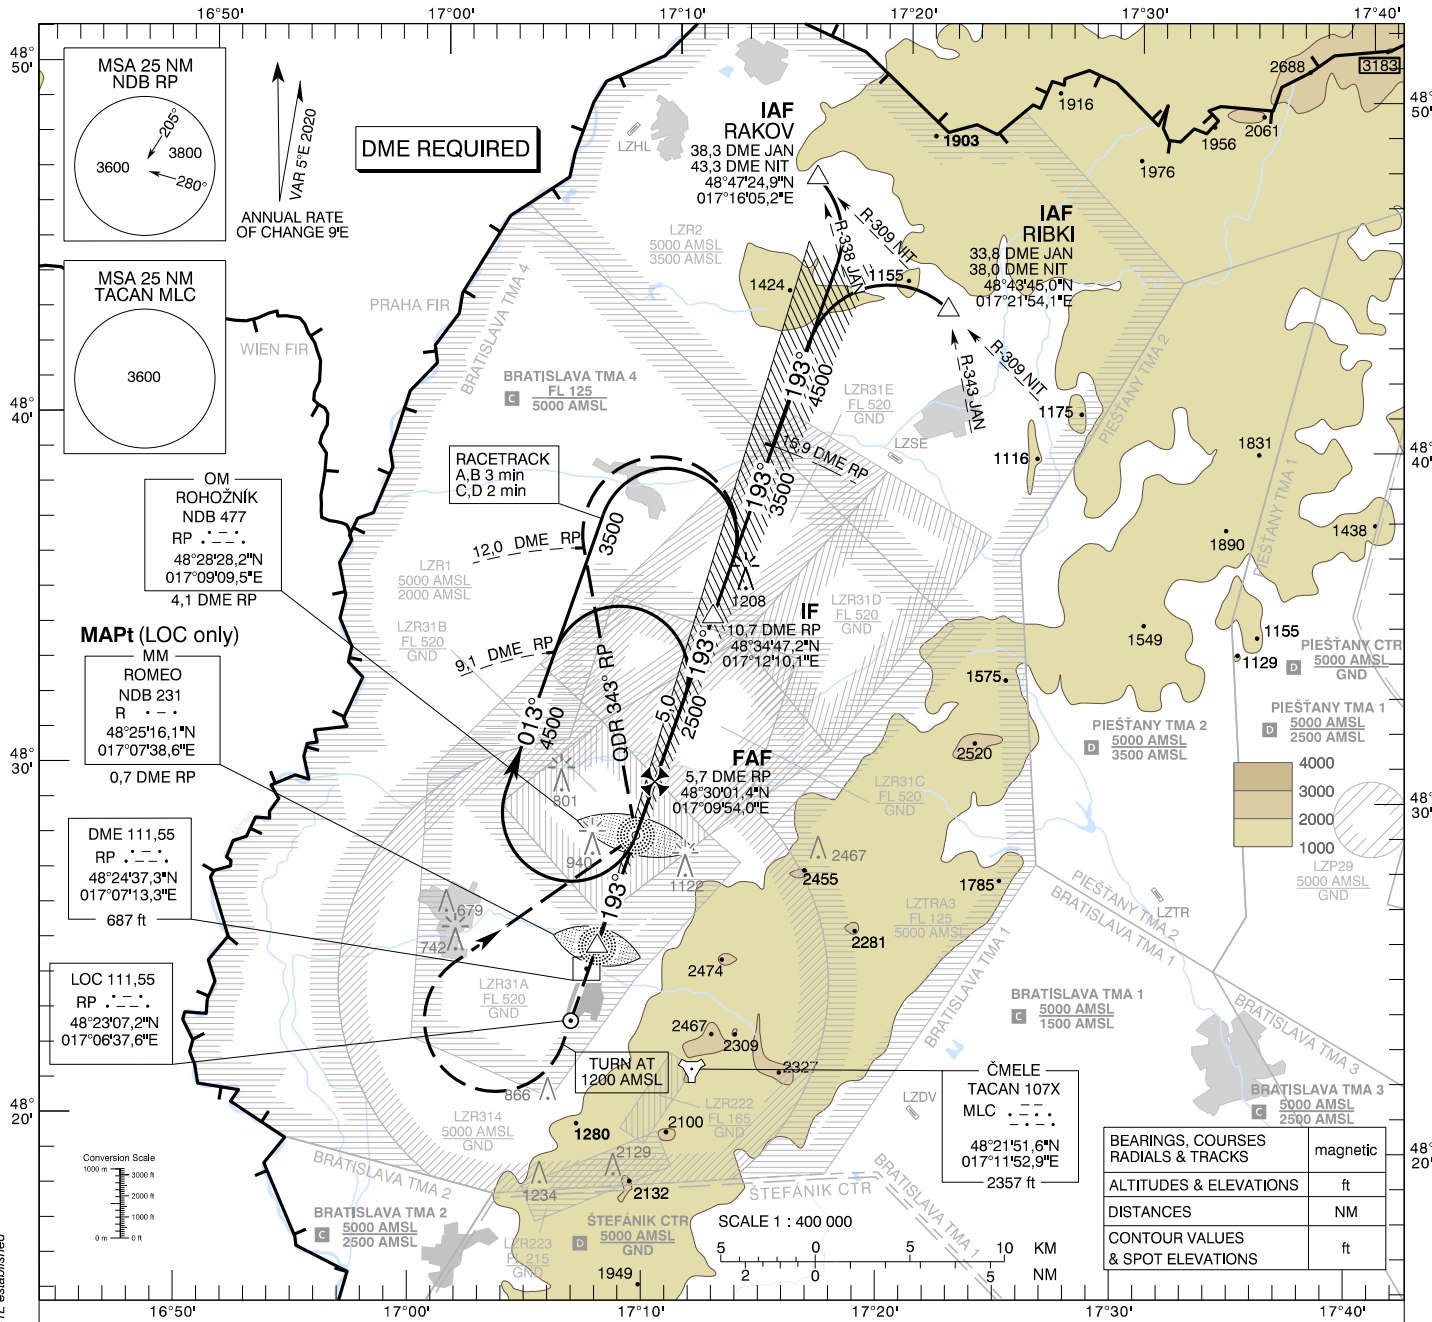 16°50' 17°00' 17°10' 17°20' 17°30' 17°40'
48°
50'
MSA 25 NM
NDB RP
205°
3600
3800
280°
VAR 5°E 2020
ANNUAL RATE
OF CHANGE 9'E
DME REQUIRED
LZHL
IAF
RAKOV
38,3 DME JAN
43,3 DME NIT
48°47'24,9"N
017°16'05,2"E
1903
1916
1976
1956
2061
2688
3183
48°
50'
MSA 25 NM
TACAN MLC
3600
PRAHA FIR
WIEN FIR
BRATISLAVA TMA 4
LZR2
5000 AMSL
3500 AMSL
R-338 JAN
R-309 NIT
1424
1155
IAF
RIBKI
33,8 DME JAN
38,0 DME NIT
48°43'45,0"N
017°21'54,1"E
R-309 NIT
R-343 JAN
BRATISLAVA TMA 4
C
FL 125
5000 AMSL
193°
4500
LZR31E
FL 520
GND
LZSE
1175
1116
PIEŠŤANY TMA 2
1831
1890
1438
PIEŠŤANY TMA 1
40'
48°
40'
48°
RACETRACK
A,B 3 min
C,D 2 min
15,9 DME RP
193°
3500
OM
ROHOŽNÍK
NDB 477
RP
48°28'28,2"N
017°09'09,5"E
4,1 DME RP
12,0 DME RP
3500
LZR1
5000 AMSL
2000 AMSL
LZR31B
FL 520
GND
9,1 DME RP
1208
IF
10,7 DME RP
48°34'47,2"N
017°12'10,1"E
LZR31D
FL 520
GND
1549
1155
1129
PIEŠŤANY CTR
D
5000 AMSL
GND
MAPt (LOC only)
MM
ROMEO
NDB 231
R
48°25'16,1"N
017°07'38,6"E
0,7 DME RP
013°
4500
QDR 343° RP
193°
5,0
2500
1575
2520
PIEŠŤANY TMA 2
D
5000 AMSL
3500 AMSL
PIEŠŤANY TMA 1
D
5000 AMSL
2500 AMSL
4000
3000
2000
1000
48°
30'
48°
30'
FAF
5,7 DME RP
48°30'01,4"N
017°09'54,0"E
LZR31C
FL 520
GND
801
940
1122
2467
2455
1785
LZP29
5000 AMSL
GND
DME 111,55
RP
48°24'37,3"N
017°07'13,3"E
687 ft
679
742
193°
LZTRA3
FL 125
5000 AMSL
2281
2474
PIEŠŤANY TMA 2
BRATISLAVA TMA 1
LZTR
BRATISLAVA TMA 1
LOC 111,55
RP
48°23'07,2"N
017°06'37,6"E
LZR31A
FL 520
GND
2467
2309
2327
BRATISLAVA TMA 1
C
5000 AMSL
1500 AMSL
BRATISLAVA TMA 3
TURN AT
1200 AMSL
866
LZR314
5000 AMSL
GND
1280
LZR222
FL 165
GND
2100
2129
2132
1234
LZDV
ČMELE
TACAN 107X
MLC
48°21'51,6"N
017°11'52,9"E
2357 ft
BRATISLAVA TMA 3
C
5000 AMSL
2500 AMSL
48°
20'
48°
20'
Conversion Scale
1000 m
0 m
3000 ft
2000 ft
1000 ft
0 ft
BRATISLAVA TMA 2
BRATISLAVA TMA 2
C
5000 AMSL
2500 AMSL
LZR223
FL 215
GND
ŠTEFÁNIK CTR
D
5000 AMSL
GND
ŠTEFÁNIK CTR
BRATISLAVA TMA 1
1949
SCALE 1 : 400 000
5 0 5 10 KM
2 0 5 NM
BEARINGS, COURSES
RADIALS & TRACKS magnetic
ALTITUDES & ELEVATIONS ft
DISTANCES NM
CONTOUR VALUES
& SPOT ELEVATIONS ft
established
16°50' 17°00' 17°10' 17°20' 17°30' 17°40'